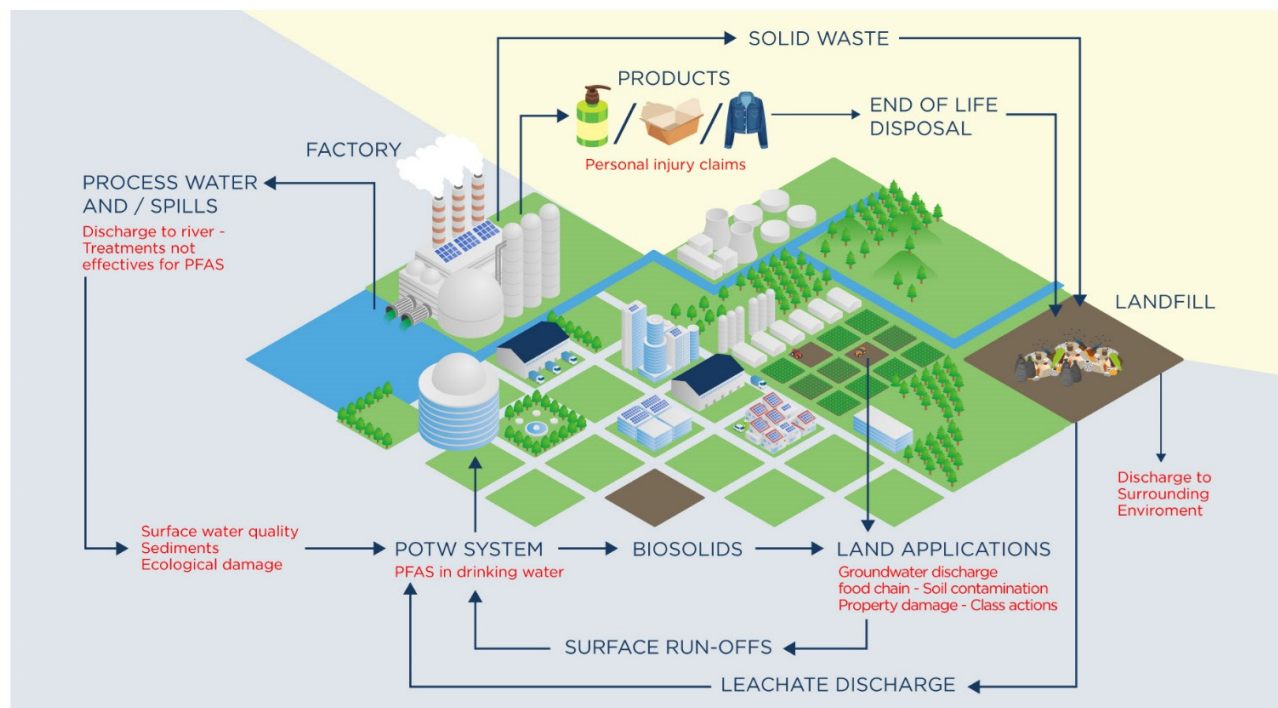 SOLID WASTE
PRODUCTS
END OF LIFE
DISPOSAL
Personal injury claims
FACTORY
PROCESS WATER
AND / SPILLS
Discharge to river -
Treatments not
effectives for PFAS
LANDFILL
Discharge to
Surrounding
Enviroment
Surface water quality
Sediments
Ecological damage
POTW SYSTEM
PFAS in drinking water
BIOSOLIDS
LAND APPLICATIONS
Groundwater discharge
food chain - Soil contamination
Property damage - Class actions
SURFACE RUN-OFFS
LEACHATE DISCHARGE